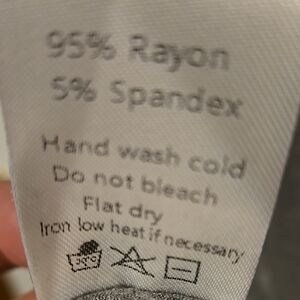 95% Rayon
5% Spandex
Hand wash cold
Do not bleach
Flat dry
Iron low heat if necessary